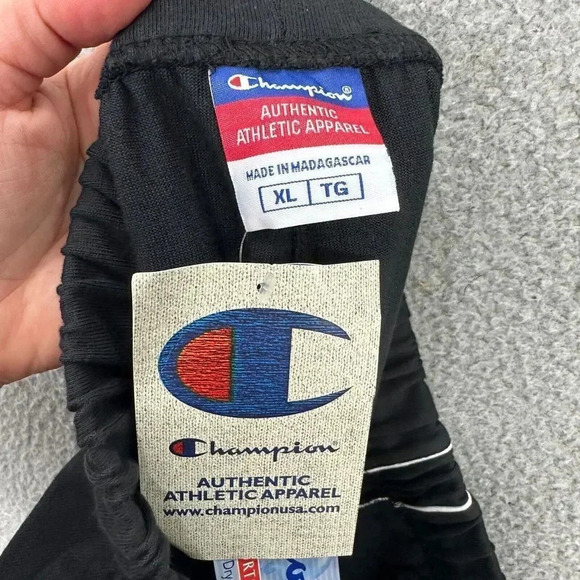 Champion®
AUTHENTIC
ATHLETIC APPAREL
MADE IN MADAGASCAR
XL TG
Champion
AUTHENTIC
ATHLETIC APPAREL
www.championusa.com